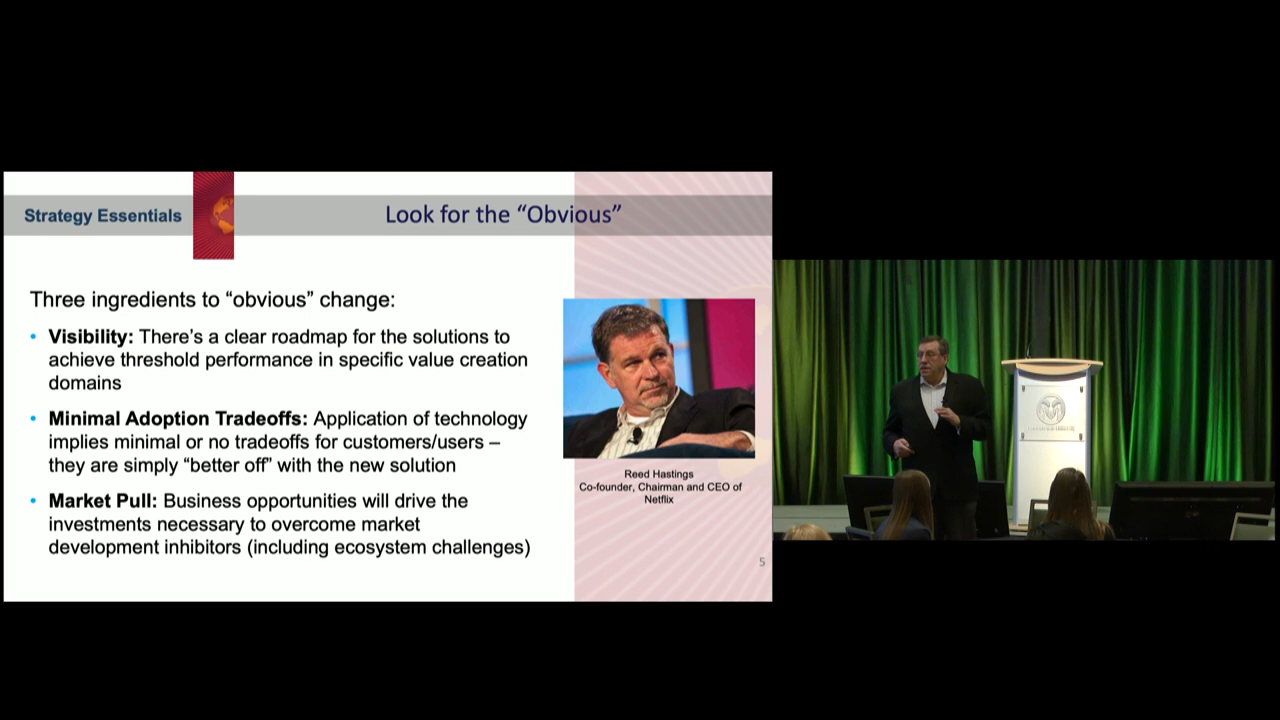 Strategy Essentials
Look for the “Obvious”
Three ingredients to “obvious” change:
• Visibility: There’s a clear roadmap for the solutions to
achieve threshold performance in specific value creation
domains
• Minimal Adoption Tradeoffs: Application of technology
implies minimal or no tradeoffs for customers/users –
they are simply “better off” with the new solution
• Market Pull: Business opportunities will drive the
investments necessary to overcome market
development inhibitors (including ecosystem challenges)
Reed Hastings
Co-founder, Chairman and CEO of
Netflix
5